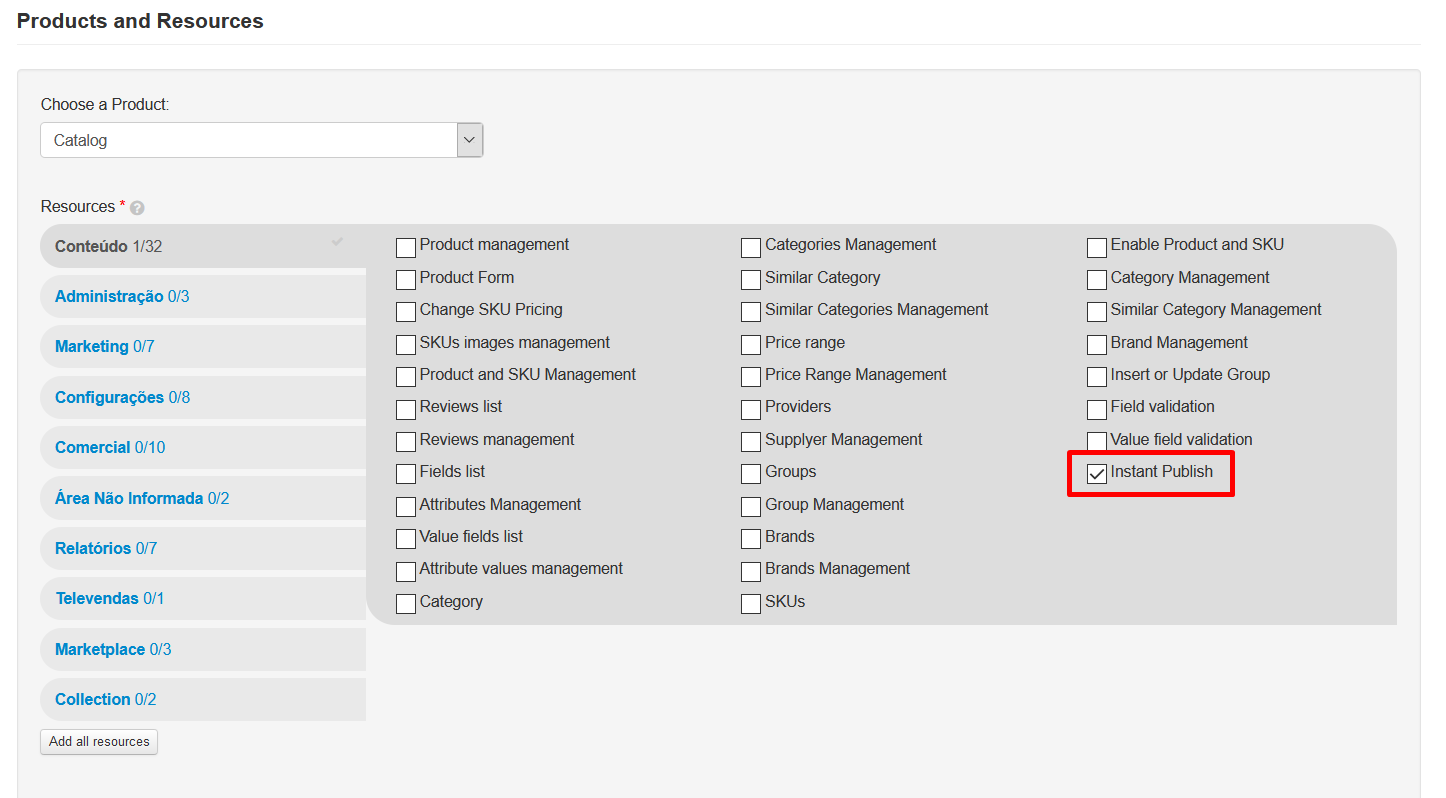 Products and Resources
Choose a Product:
Catalog
Resources * ?
Conteúdo 1/32
Administração 0/3
Marketing 0/7
Configurações 0/8
Comercial 0/10
Área Não Informada 0/2
Relatórios 0/7
Televendas 0/1
Marketplace 0/3
Collection 0/2
Add all resources
Product management
Product Form
Change SKU Pricing
SKUs images management
Product and SKU Management
Reviews list
Reviews management
Fields list
Attributes Management
Value fields list
Attribute values management
Category
Categories Management
Similar Category
Similar Categories Management
Price range
Price Range Management
Providers
Supplyer Management
Groups
Group Management
Brands
Brands Management
SKUs
Enable Product and SKU
Category Management
Similar Category Management
Brand Management
Insert or Update Group
Field validation
Value field validation
Instant Publish